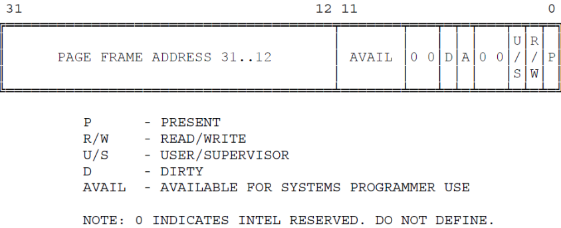 31 12 11 0
PAGE FRAME ADDRESS 31..12 AVAIL 0 0 D A 0 0 U/S R/W P
P - PRESENT
R/W - READ/WRITE
U/S - USER/SUPERVISOR
D - DIRTY
AVAIL - AVAILABLE FOR SYSTEMS PROGRAMMER USE
NOTE: 0 INDICATES INTEL RESERVED. DO NOT DEFINE.